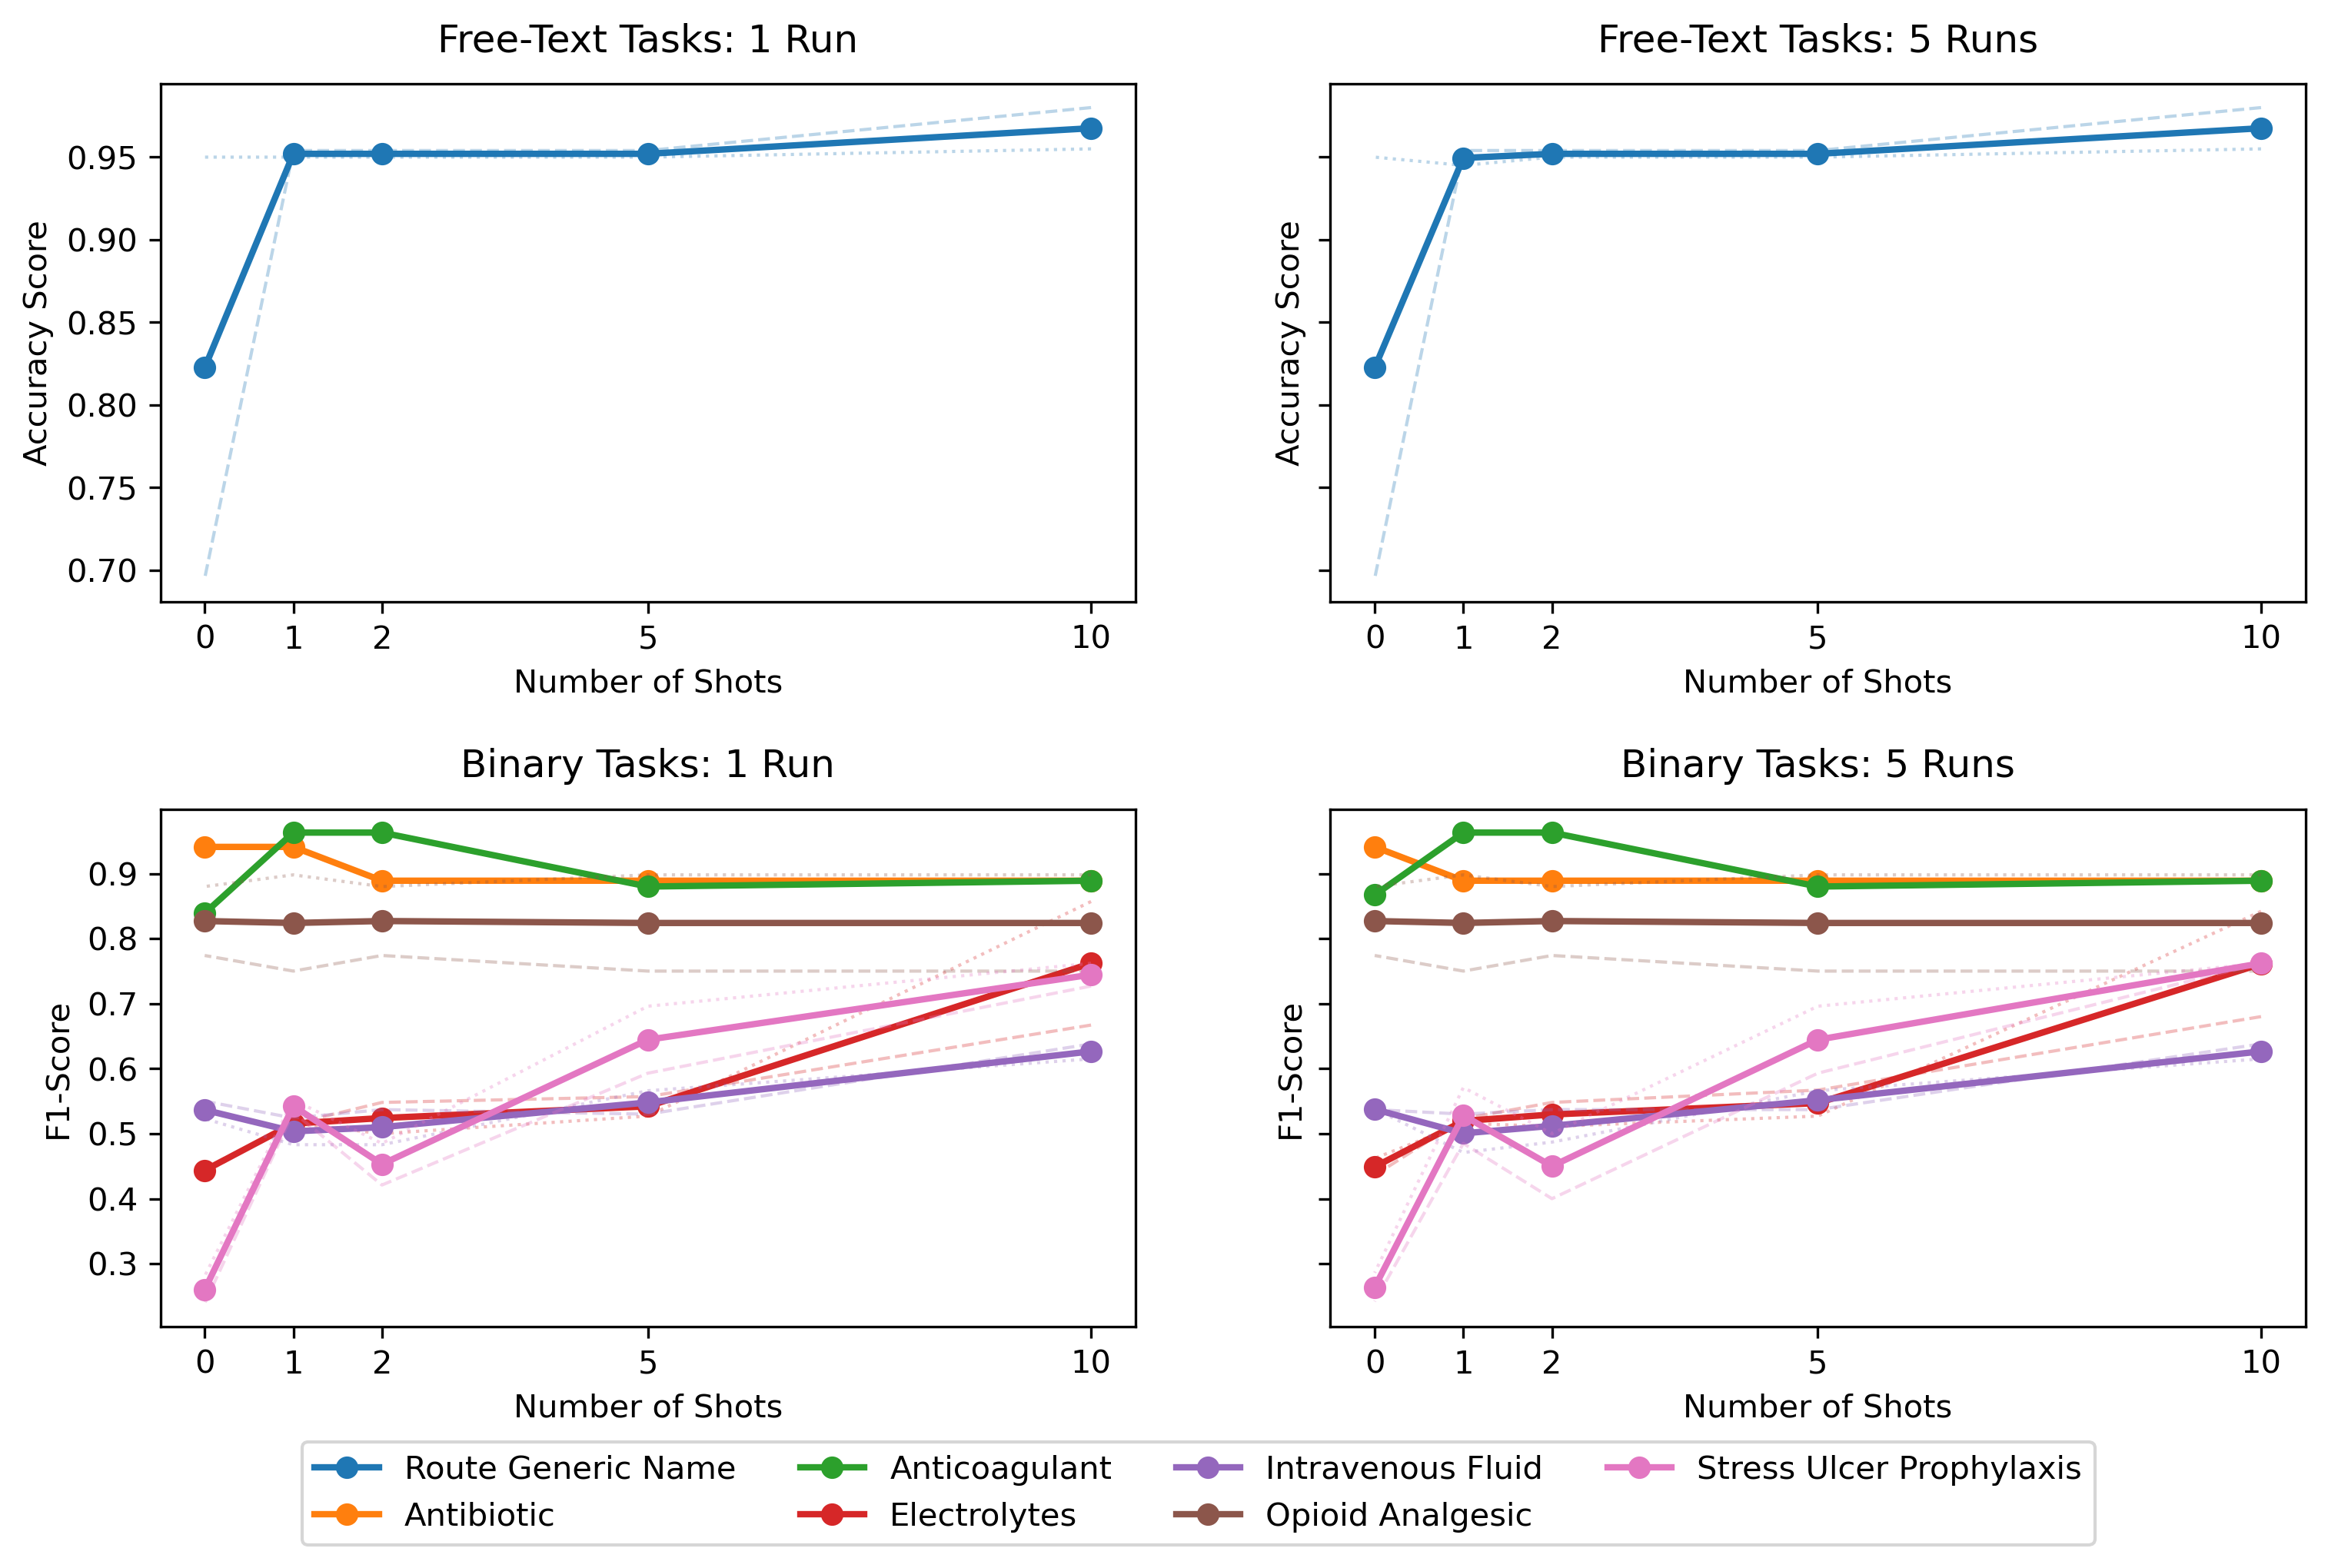 Free-Text Tasks: 1 Run
Accuracy Score
0.95
0.90
0.85
0.80
0.75
0.70
0 1 2 5 10
Number of Shots
Free-Text Tasks: 5 Runs
Accuracy Score
0 1 2 5 10
Number of Shots
Binary Tasks: 1 Run
F1-Score
0.9
0.8
0.7
0.6
0.5
0.4
0.3
0 1 2 5 10
Number of Shots
Binary Tasks: 5 Runs
F1-Score
0 1 2 5 10
Number of Shots
Route Generic Name
Antibiotic
Anticoagulant
Electrolytes
Intravenous Fluid
Opioid Analgesic
Stress Ulcer Prophylaxis